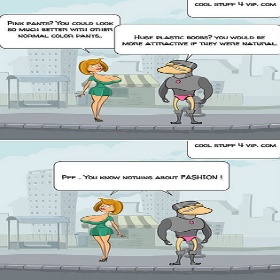 COOL STUFF 4 VIP. COM
PINK PANTS? YOU COULD LOOK
SO MUCH BETTER WITH OTHER
NORMAL COLOR PANTS..
HUGE PLASTIC BOOBS? YOU WOULD BE
MORE ATTRACTIVE IF THEY WERE NATURAL.
COOL STUFF 4 VIP. COM
PFF .. YOU KNOW NOTHING ABOUT FASHION !